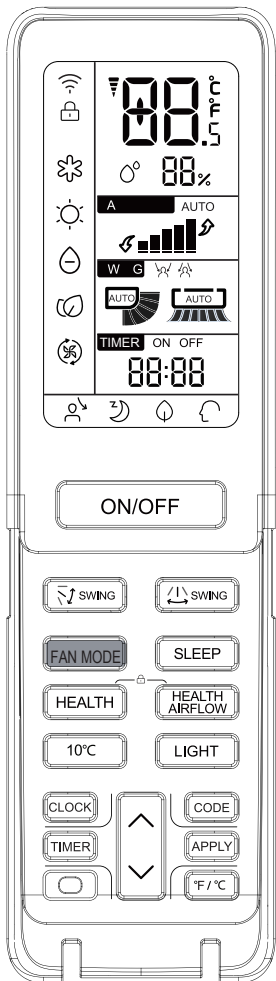 88.5 °C °F
88%
A AUTO
W G
AUTO AUTO
TIMER ON OFF
88:88
z
ON/OFF
SWING SWING
FAN MODE SLEEP
HEALTH HEALTH AIRFLOW
10°C LIGHT
CLOCK CODE
TIMER APPLY
°F/°C